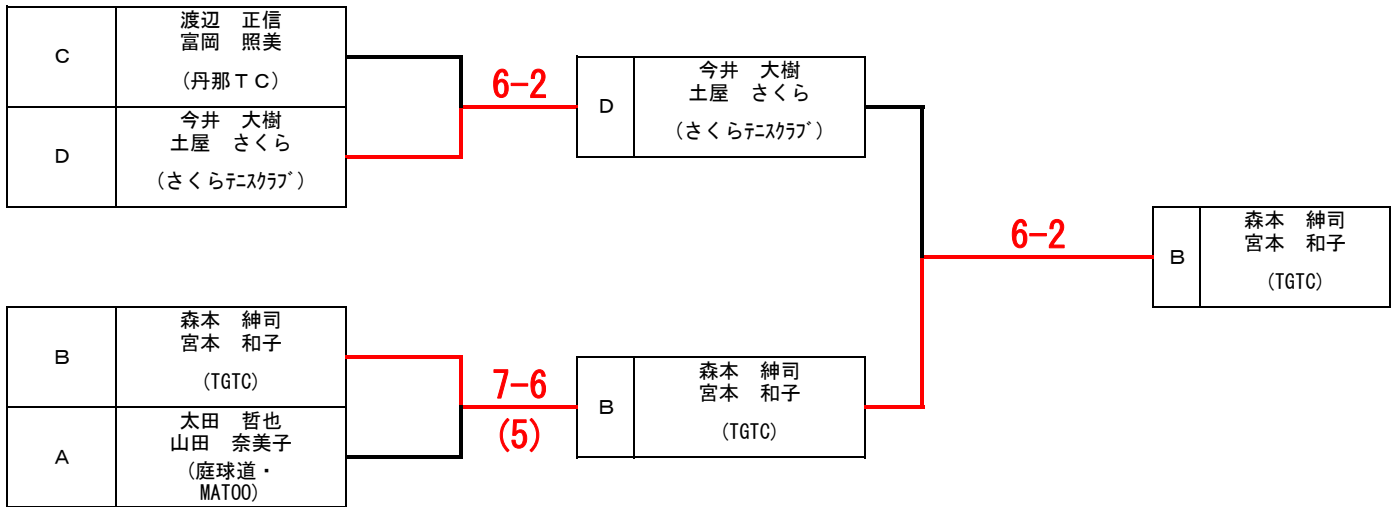 C
渡辺　正信
富岡　照美
(丹那ＴＣ)
D
今井　大樹
土屋　さくら
(さくらﾃﾆｽｸﾗﾌﾞ)
6-2
D
今井　大樹
土屋　さくら
(さくらﾃﾆｽｸﾗﾌﾞ)
6-2
B
森本　紳司
宮本　和子
(TGTC)
B
森本　紳司
宮本　和子
(TGTC)
A
太田　哲也
山田　奈美子
(庭球道・
MATOO)
7-6
(5)
B
森本　紳司
宮本　和子
(TGTC)